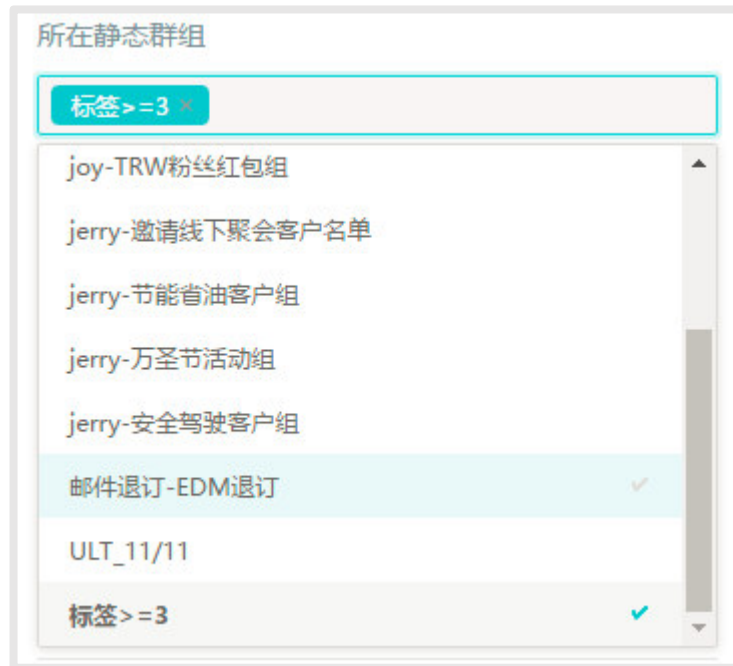 所在静态群组
标签>=3 ×
joy-TRW粉丝红包组
jerry-邀请线下聚会客户名单
jerry-节能省油客户组
jerry-万圣节活动组
jerry-安全驾驶客户组
邮件退订-EDM退订
ULT_11/11
标签>=3